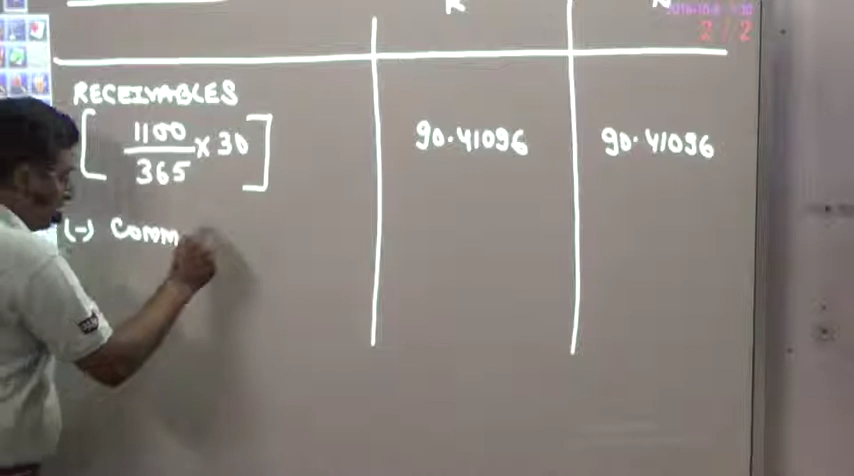 2/2
RECEIVABLES
[ 1100
365 x 30 ] 90.41096 90.41096
(-) Comm